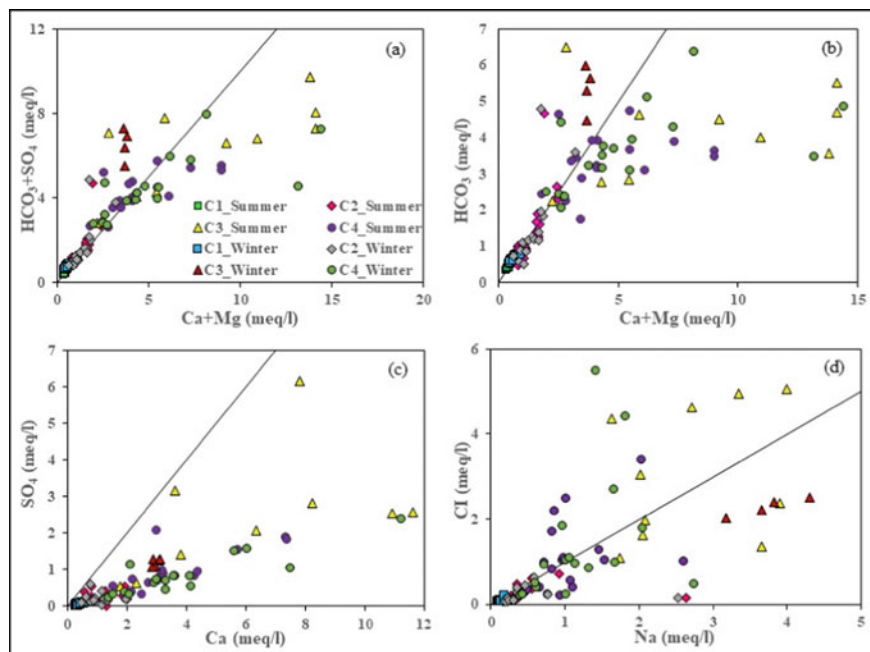 (a)
12
8
4
0
HCO3+SO4 (meq/l)
C1_Summer C2_Summer
C3_Summer C4_Summer
C1_Winter C2_Winter
C3_Winter C4_Winter
0 5 10 15 20
Ca+Mg (meq/l)
(b)
7
6
5
4
3
2
1
0
HCO3 (meq/l)
0 5 10 15
Ca+Mg (meq/l)
(c)
7
6
5
4
3
2
1
0
SO4 (meq/l)
0 2 4 6 8 10 12
Ca (meq/l)
(d)
6
4
2
0
Cl (meq/l)
0 1 2 3 4 5
Na (meq/l)